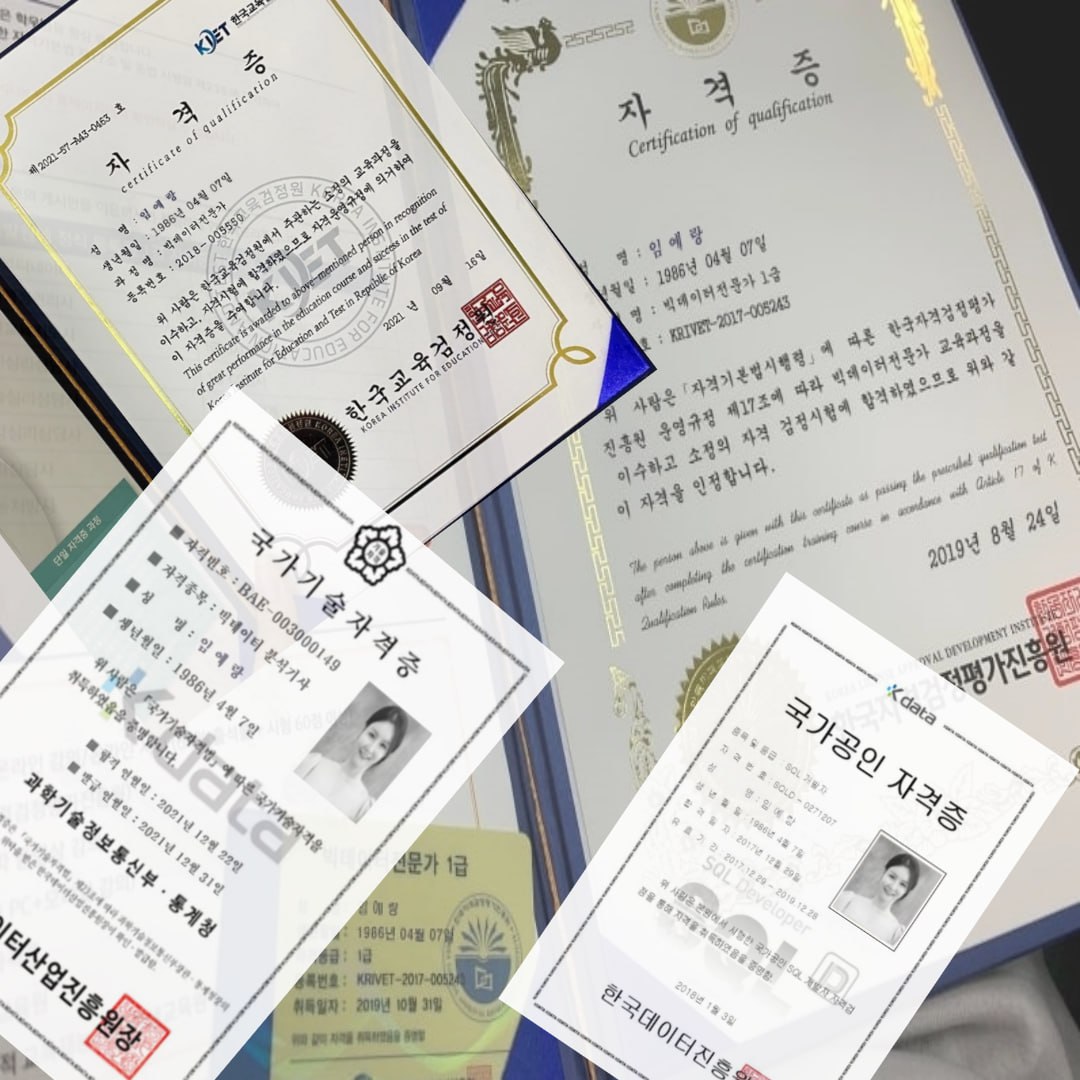 KIVET 한국교육
제2021-57-A43-0453 호
자 격 증
certificate of qualification
성 명 : 임애랑
생년월일 : 1986년 04월 07일
과 정 명 : 빅데이터전문가
등록번호 : 2018-005550
위 사람은 한국교육검정원에서 주관하는 소정의 교육과정을
이수하고, 자격시험에 합격하였으므로 자격운영규정에 의거하여
이 자격증을 수여합니다.
This certificate is awarded to above-mentioned person in recognition
of great performance in the education course and success in the test of
Institute for Education and Test in Republic of Korea
2021 년 09월 16일
한국교육검정원
KOREA INSTITUTE FOR EDUCATION
자 격 증
Certification of qualification
명 : 임애랑
월일 : 1986년 04월 07일
명 : 빅데이터전문가 1급
호 : KRIVET-2017-005243
위 사람은 「자격기본법시행령」에 따른 한국자격검정평가
진흥원 운영규정 제17조에 따라 빅데이터전문가 교육과정을
이수하고 소정의 자격 검정시험에 합격하였으므로 위와 같
이 자격을 인정합니다.
The person above is given with this certificate as passing the prescribed qualification test
after completing the certification training course in accordance with Article 17 of K
Qualification Rules.
2019년 8월 24일
정평가진흥원
단일 자격증 과정
국가기술자격증
■ 자격번호 : BAE-003000149
■ 자격종목 : 빅데이터 분석기사
■ 성 명 : 임애랑
■ 생년월일 : 1986년 4월 7일
위 사람은 「국가기술자격법」에 따른 국가기술자격을
취득하였음을 증명합니다.
■ 합격 연월일 : 2021년 12월 22일
■ 발급 연월일 : 2021년 12월 31일
과학기술정보통신부 · 통계청
이터산업진흥원장
Kdata
빅데이터전문가 1급
임애랑
1986년 04월 07일
등급 : 1급
등록번호 : KRIVET-2017-005243
취득일자 : 2019년 10월 31일
위와 같이 자격을 취득하였음을 증명함
Kdata
국가공인 자격증
종목 및 등급 : SQL 개발자
자 격 번 호 : SQLD-0271207
성 명 : 임애랑
생 년 월 일 : 1986년 4월 7일
합 격 일 자 : 2017년 12월 29일
유 효 기 간 : 2017.12.29 ~ 2019.12.28
위 사람은 본원에서 시행한 국가공인 SQL 개발자 자격검
정을 통해 자격을 취득하였음을 증명함.
SQL Developer
2018년 1월 3일
한국데이터진흥원